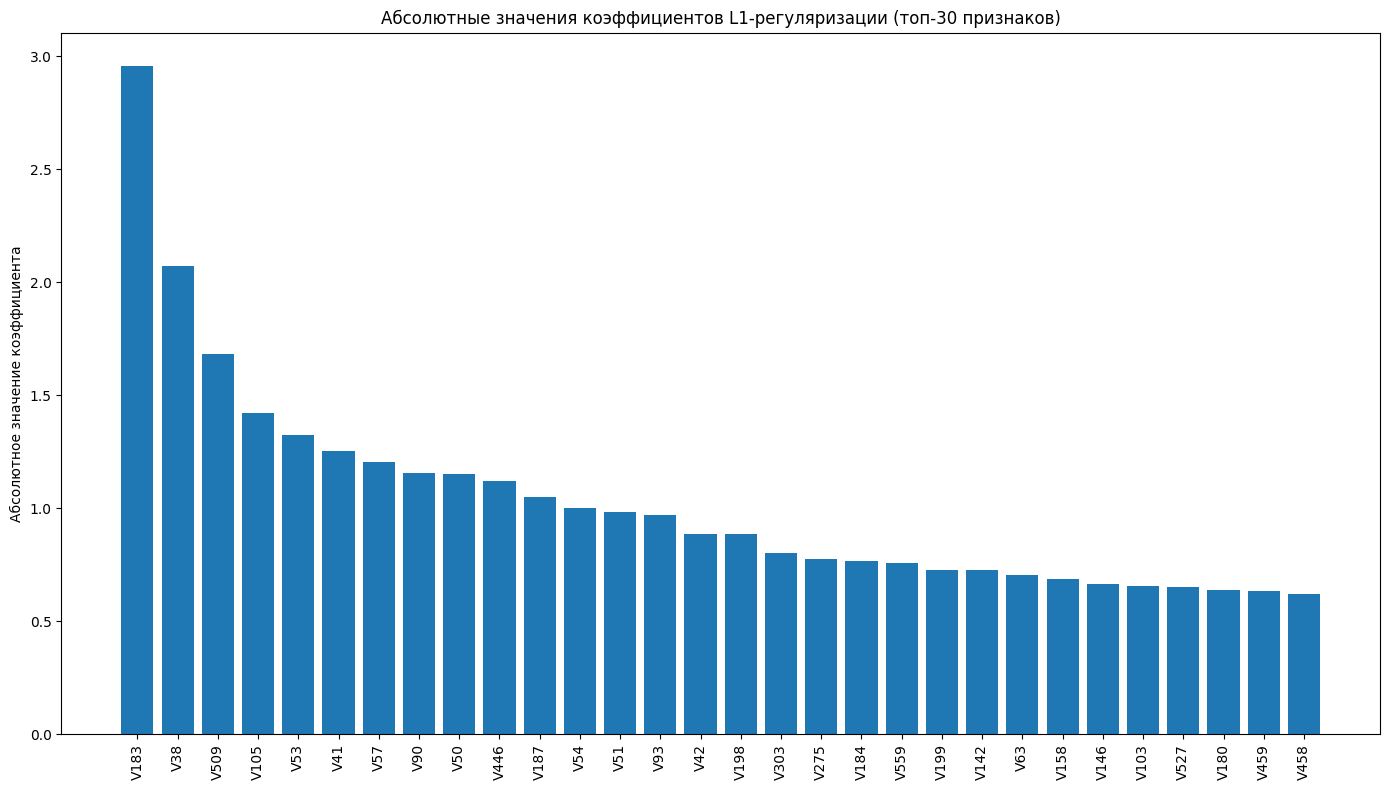 Абсолютные значения коэффициентов L1-регуляризации (топ-30 признаков)
Абсолютное значение коэффициента
3.0
2.5
2.0
1.5
1.0
0.5
0.0
V183
V38
V509
V105
V53
V41
V57
V90
V50
V446
V187
V54
V51
V93
V42
V198
V303
V275
V184
V559
V199
V142
V63
V158
V146
V103
V527
V180
V459
V458